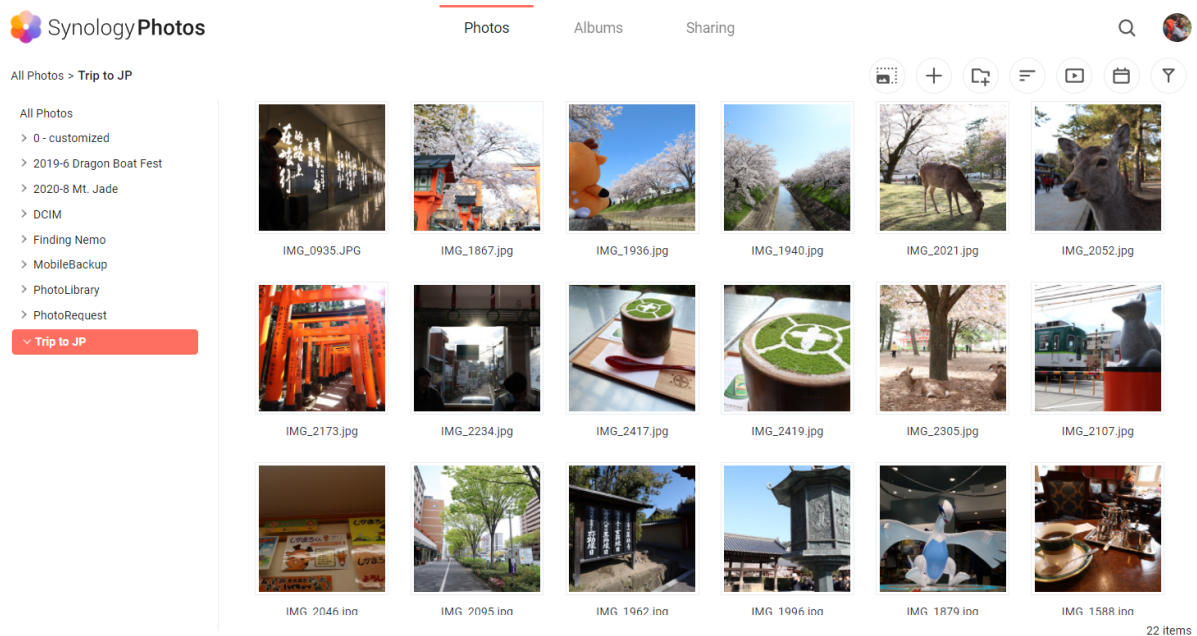 SynologyPhotos
Photos
Albums
Sharing
All Photos > Trip to JP
All Photos
0 - customized
2019-6 Dragon Boat Fest
2020-8 Mt. Jade
DCIM
Finding Nemo
MobileBackup
PhotoLibrary
PhotoRequest
Trip to JP
IMG_0935.JPG
IMG_1867.jpg
IMG_1936.jpg
IMG_1940.jpg
IMG_2021.jpg
IMG_2052.jpg
IMG_2173.jpg
IMG_2234.jpg
IMG_2417.jpg
IMG_2419.jpg
IMG_2305.jpg
IMG_2107.jpg
IMG_2046.jpg
IMG_2095.jpg
IMG_1962.jpg
IMG_1996.jpg
IMG_1879.jpg
IMG_1588.jpg
22 items